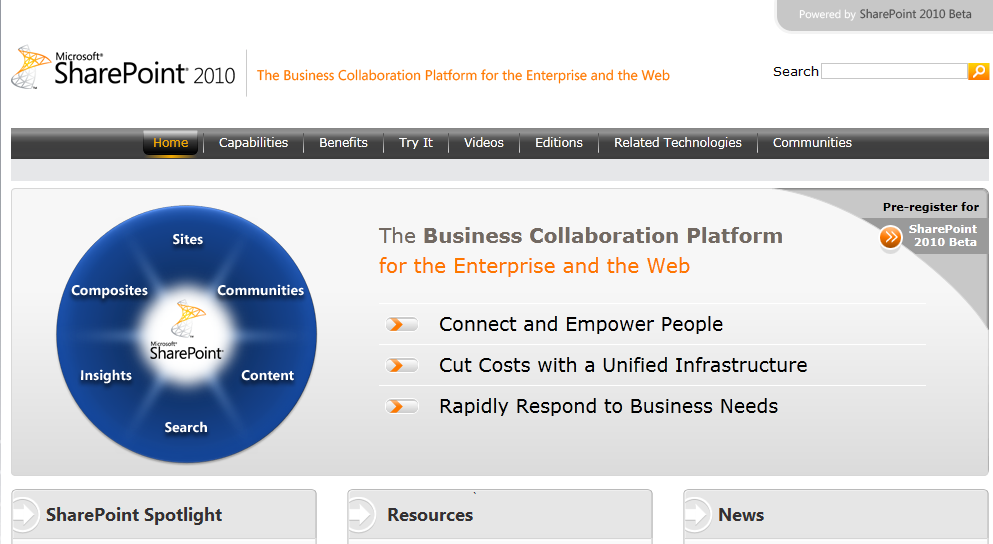 Powered by SharePoint 2010 Beta
Microsoft®
SharePoint® 2010
The Business Collaboration Platform for the Enterprise and the Web
Search
Home Capabilities Benefits Try It Videos Editions Related Technologies Communities
Pre-register for
SharePoint
2010 Beta
Sites
Composites
Communities
Microsoft®
SharePoint®
Insights
Content
Search
The Business Collaboration Platform
for the Enterprise and the Web
Connect and Empower People
Cut Costs with a Unified Infrastructure
Rapidly Respond to Business Needs
SharePoint Spotlight
Resources
News